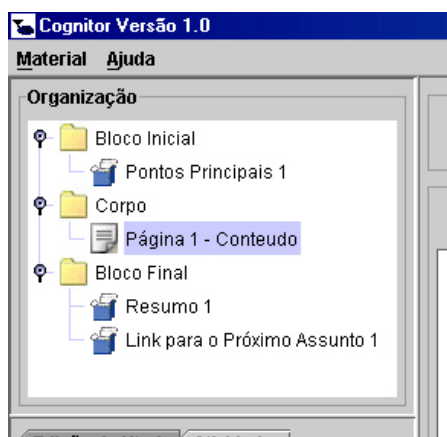 Cognitor Versão 1.0
Material Ajuda
Organização
Bloco Inicial
Pontos Principais 1
Corpo
Página 1 - Conteudo
Bloco Final
Resumo 1
Link para o Próximo Assunto 1